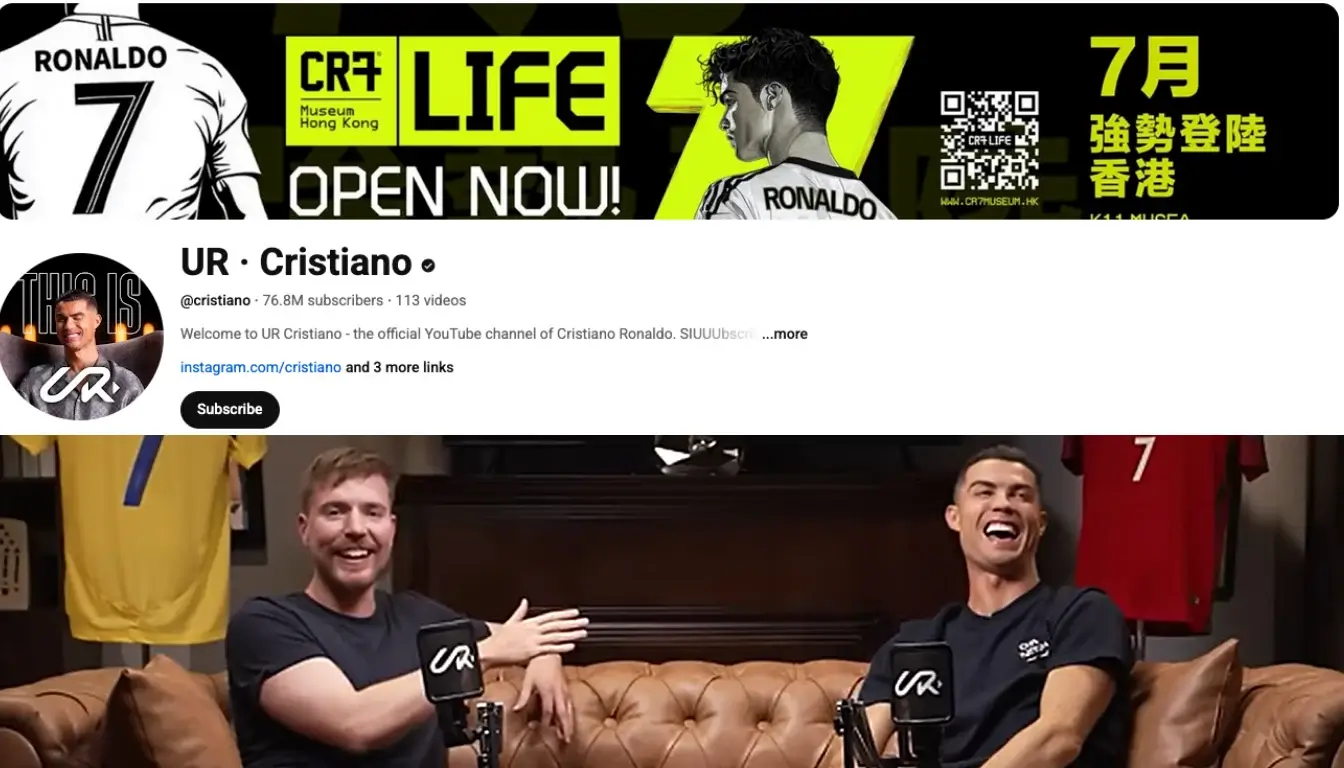 RONALDO
7
CR7
Museum
Hong Kong
LIFE
OPEN NOW!
RONALDO
CR7 LIFE
WWW.CR7MUSEUM.HK
7月
強勢登陸
香港
K11 MUSEA
THIS IS
UR
UR · Cristiano
@cristiano · 76.8M subscribers · 113 videos
Welcome to UR Cristiano - the official YouTube channel of Cristiano Ronaldo. SIUUUbscri ...more
instagram.com/cristiano and 3 more links
Subscribe
7
7
UR
UR